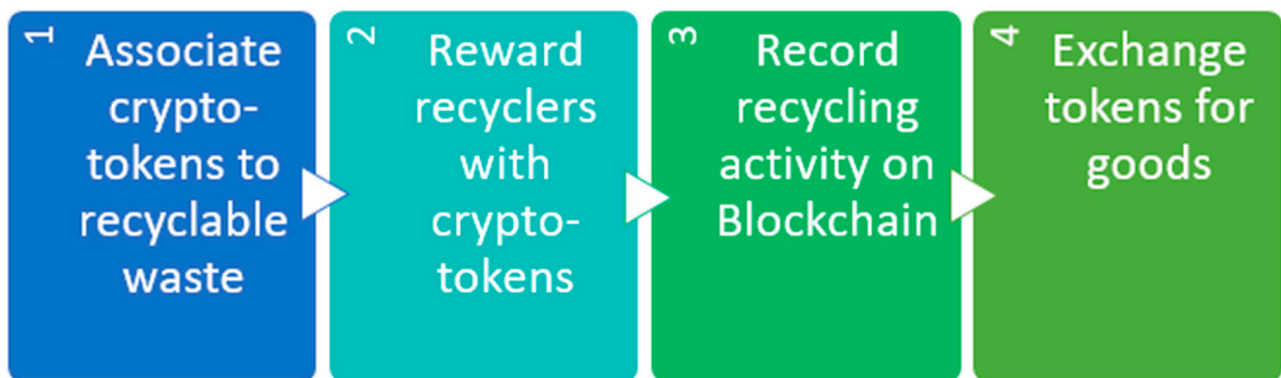 1
Associate
crypto-
tokens to
recyclable
waste
2
Reward
recyclers
with
crypto-
tokens
3
Record
recycling
activity on
Blockchain
4
Exchange
tokens for
goods